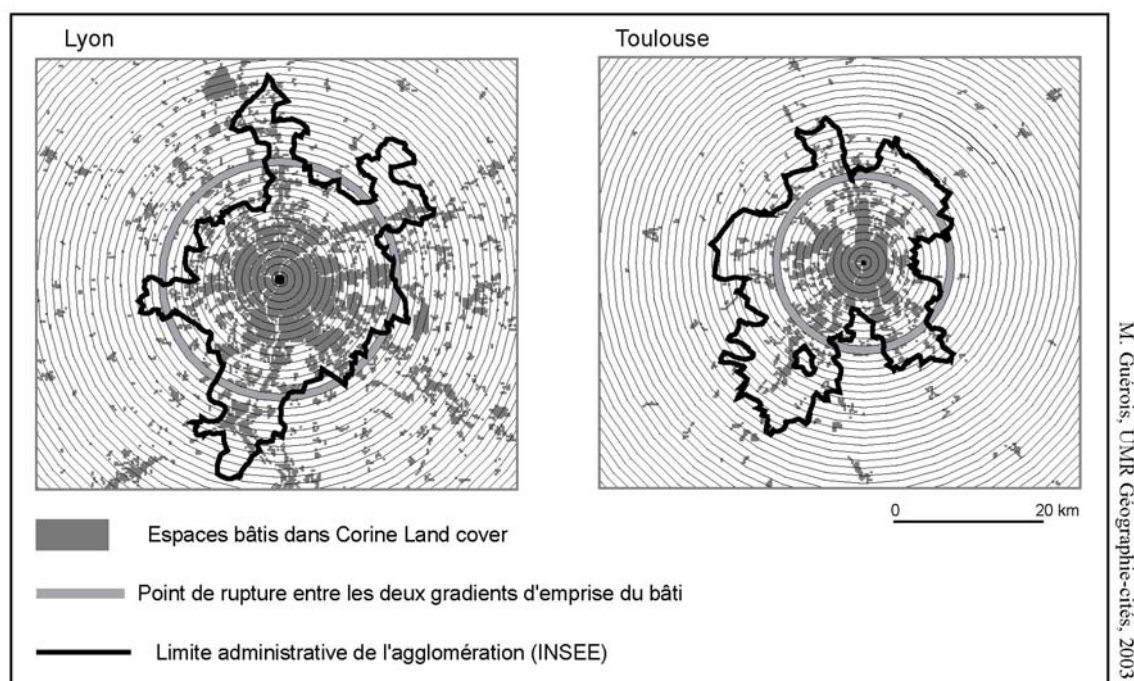 Lyon
Toulouse
0 20 km
Espaces bâtis dans Corine Land cover
Point de rupture entre les deux gradients d'emprise du bâti
Limite administrative de l'agglomération (INSEE)
M. Guérois, UMR Géographie-cités, 2003